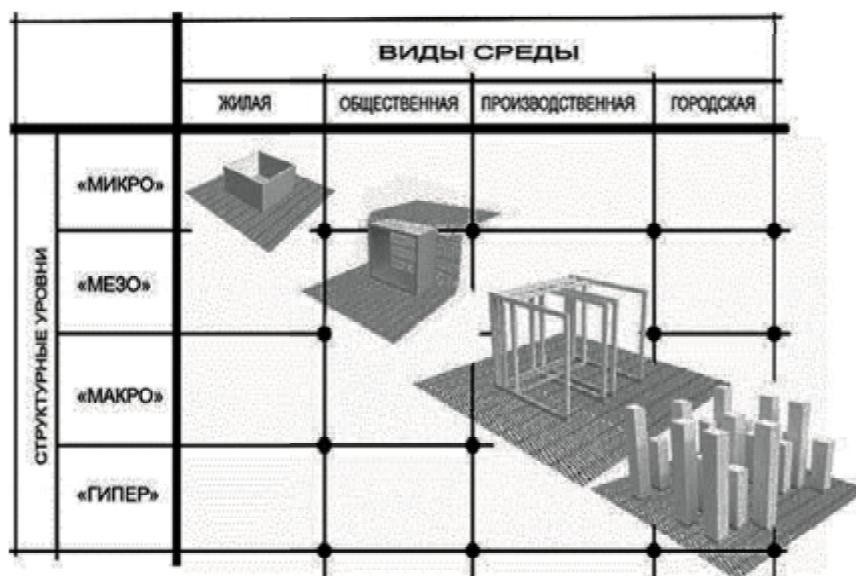 ВИДЫ СРЕДЫ
ЖИЛАЯ
ОБЩЕСТВЕННАЯ
ПРОИЗВОДСТВЕННАЯ
ГОРОДСКАЯ
СТРУКТУРНЫЕ УРОВНИ
«МИКРО»
«МЕЗО»
«МАКРО»
«ГИПЕР»